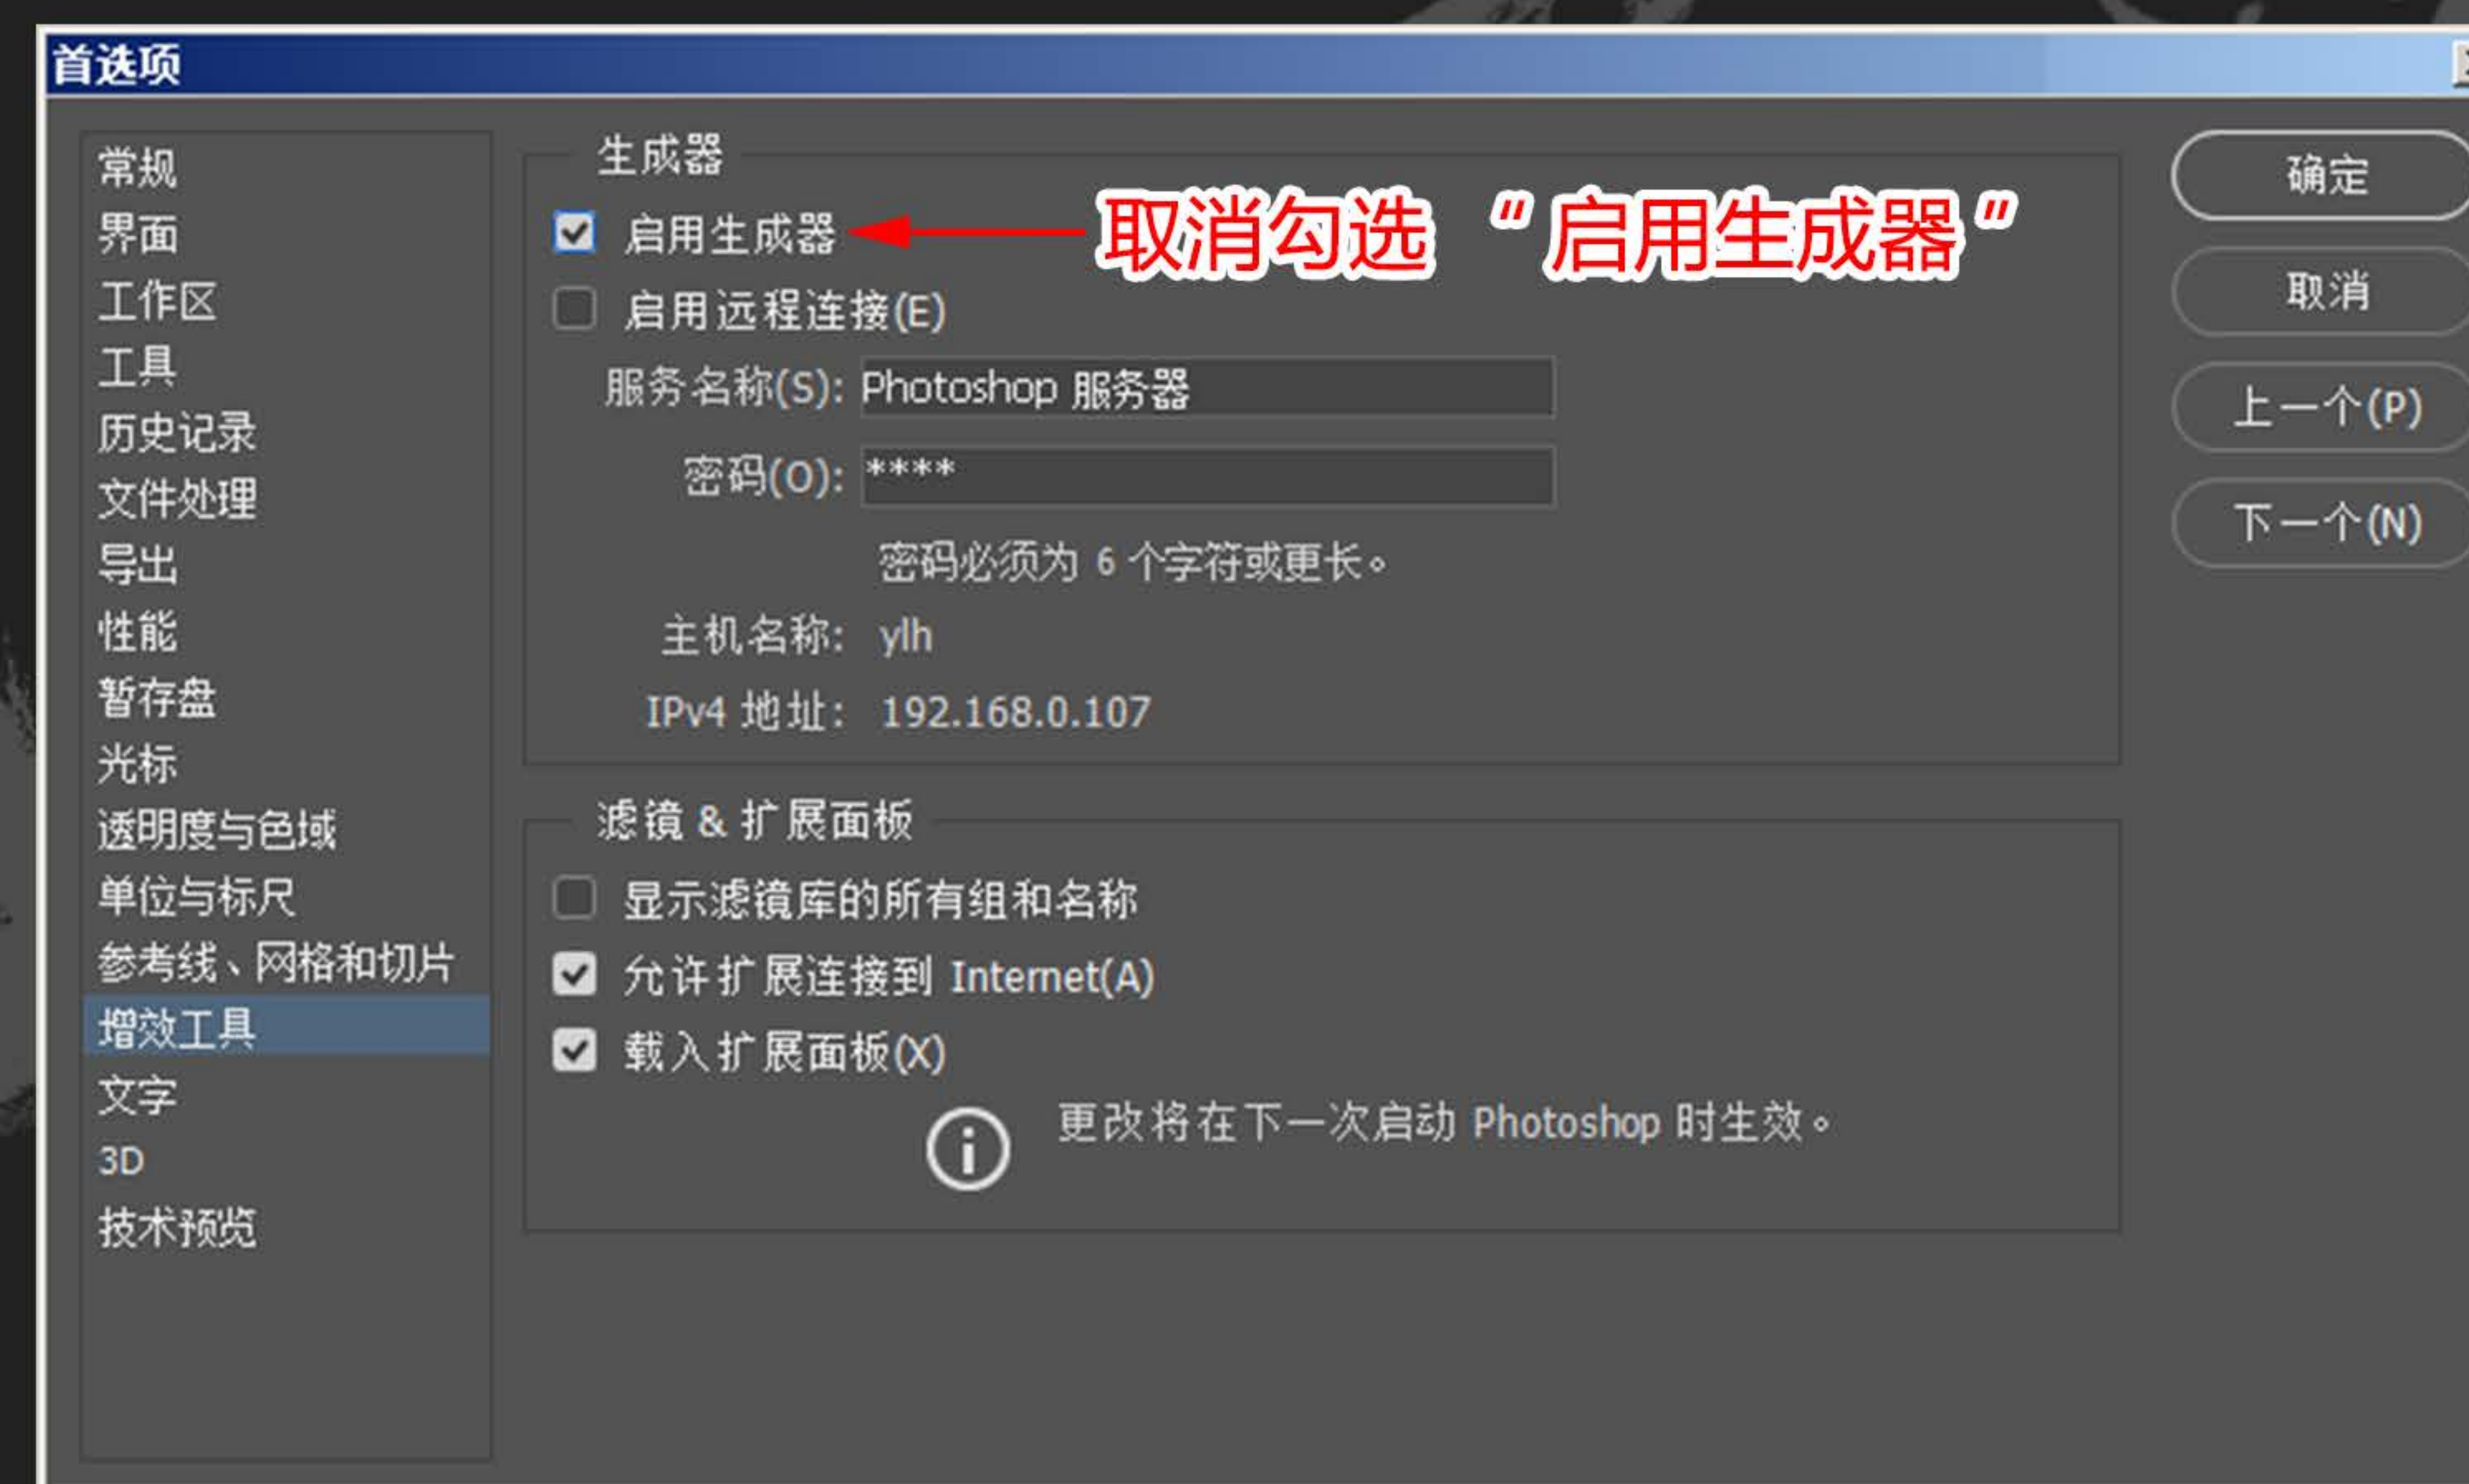 首选项
常规
界面
工作区
工具
历史记录
文件处理
导出
性能
暂存盘
光标
透明度与色域
单位与标尺
参考线、网格和切片
增效工具
文字
3D
技术预览
生成器
启用生成器
取消勾选 “启用生成器”
启用远程连接(E)
服务名称(S): Photoshop 服务器
密码(O): ****
密码必须为 6 个字符或更长。
主机名称: ylh
IPv4 地址: 192.168.0.107
滤镜 & 扩展面板
显示滤镜库的所有组和名称
允许扩展连接到 Internet(A)
载入扩展面板(X)
更改将在下一次启动 Photoshop 时生效。
确定
取消
上一个(P)
下一个(N)